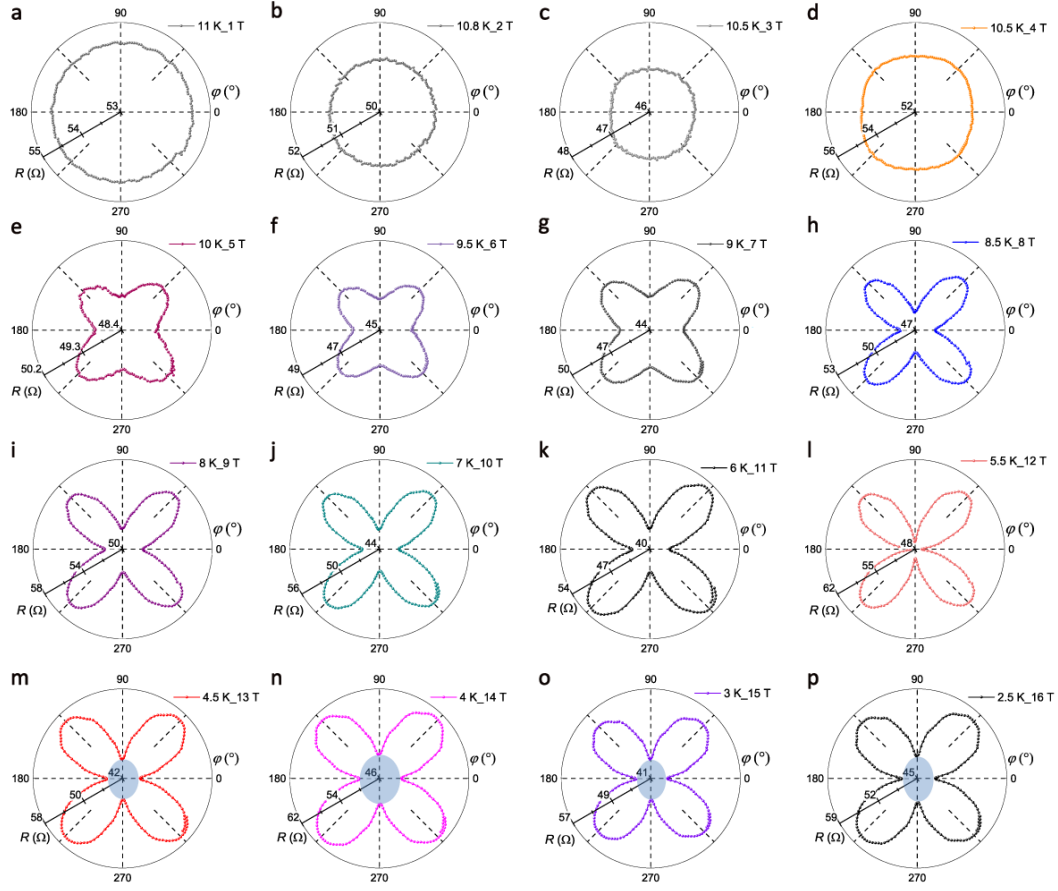 a 90 11 K_1 T
53
φ (°)
180 54 0
55
R (Ω)
270
b 90 10.8 K_2 T
50
φ (°)
180 51 0
52
R (Ω)
270
c 90 10.5 K_3 T
46
φ (°)
180 47 0
48
R (Ω)
270
d 90 10.5 K_4 T
52
φ (°)
180 54 0
56
R (Ω)
270
e 90 10 K_5 T
48.4
φ (°)
180 49.3 0
50.2
R (Ω)
270
f 90 9.5 K_6 T
45
φ (°)
180 47 0
49
R (Ω)
270
g 90 9 K_7 T
44
φ (°)
180 47 0
50
R (Ω)
270
h 90 8.5 K_8 T
47
φ (°)
180 50 0
53
R (Ω)
270
i 90 8 K_9 T
50
φ (°)
180 54 0
58
R (Ω)
270
j 90 7 K_10 T
44
φ (°)
180 50 0
56
R (Ω)
270
k 90 6 K_11 T
40
φ (°)
180 47 0
54
R (Ω)
270
l 90 5.5 K_12 T
48
φ (°)
180 55 0
62
R (Ω)
270
m 90 4.5 K_13 T
42
φ (°)
180 50 0
58
R (Ω)
270
n 90 4 K_14 T
46
φ (°)
180 54 0
62
R (Ω)
270
o 90 3 K_15 T
41
φ (°)
180 49 0
57
R (Ω)
270
p 90 2.5 K_16 T
45
φ (°)
180 52 0
59
R (Ω)
270